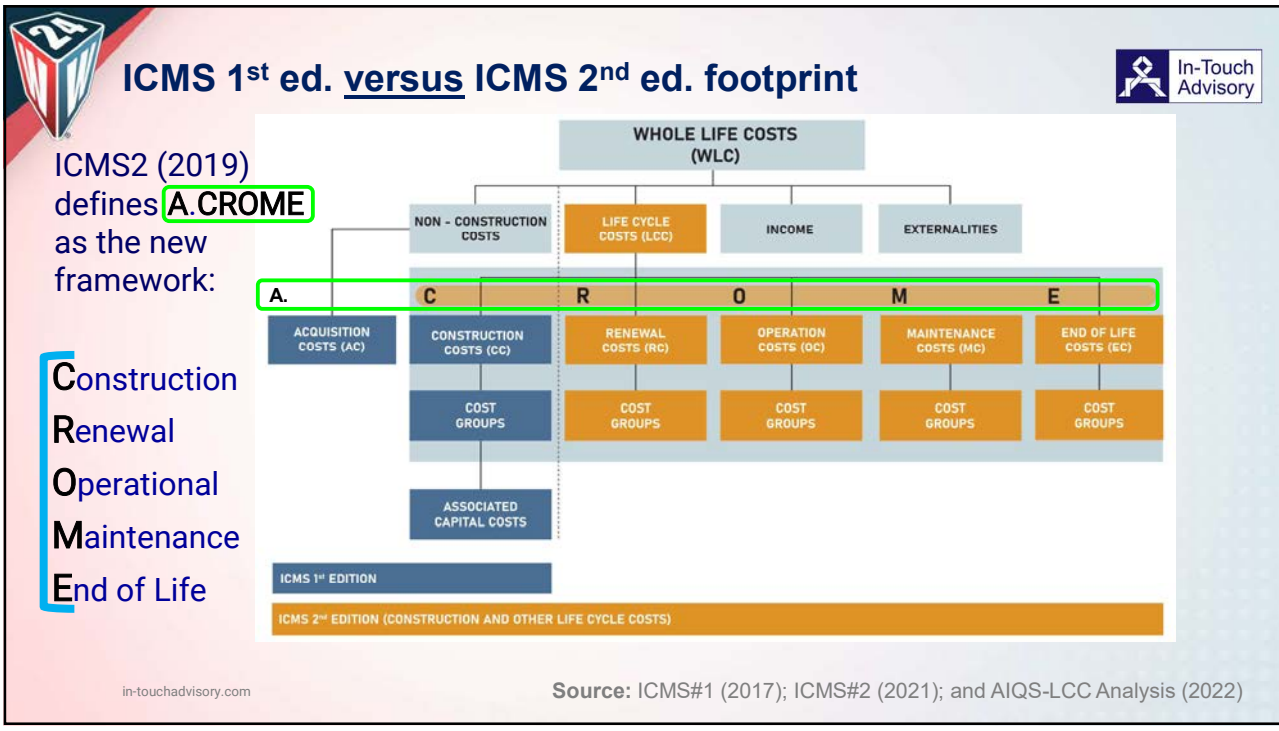 24
ICMS 1st ed. versus ICMS 2nd ed. footprint
In-Touch
Advisory
ICMS2 (2019)
defines A.CROME
as the new
framework:
Construction
Renewal
Operational
Maintenance
End of Life
WHOLE LIFE COSTS
(WLC)
NON - CONSTRUCTION
COSTS
LIFE CYCLE
COSTS (LCC)
INCOME
EXTERNALITIES
A. C R O M E
ACQUISITION
COSTS (AC)
CONSTRUCTION
COSTS (CC)
RENEWAL
COSTS (RC)
OPERATION
COSTS (OC)
MAINTENANCE
COSTS (MC)
END OF LIFE
COSTS (EC)
COST
GROUPS
COST
GROUPS
COST
GROUPS
COST
GROUPS
COST
GROUPS
ASSOCIATED
CAPITAL COSTS
ICMS 1st EDITION
ICMS 2nd EDITION (CONSTRUCTION AND OTHER LIFE CYCLE COSTS)
in-touchadvisory.com
Source: ICMS#1 (2017); ICMS#2 (2021); and AIQS-LCC Analysis (2022)